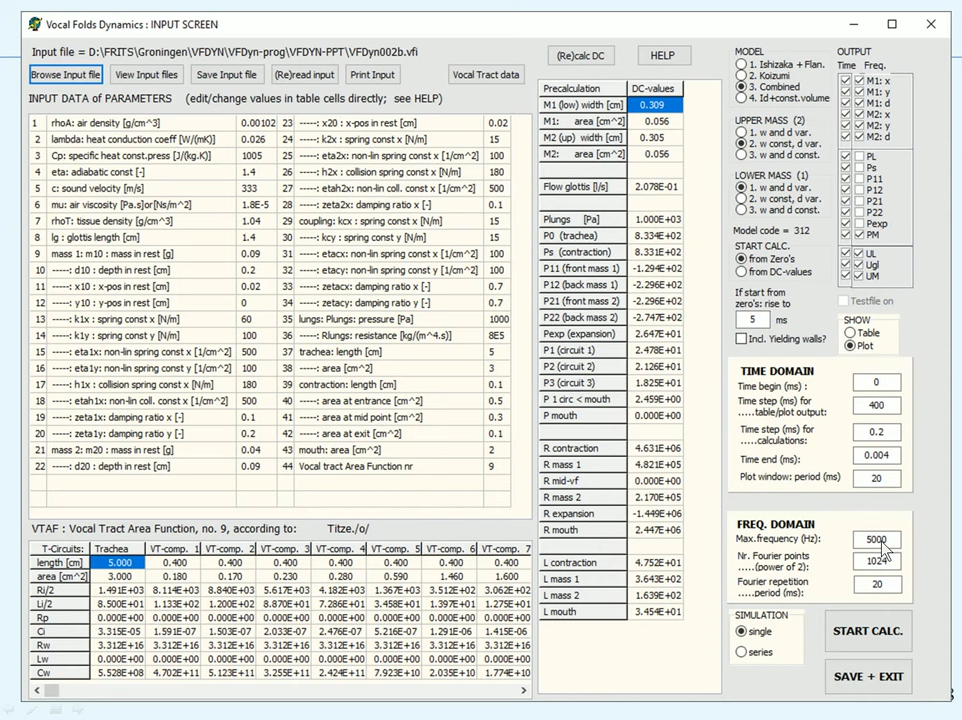 Vocal Folds Dynamics : INPUT SCREEN
Input file = D:\FRITS\Groningen\VFDYN\VFDyn-prog\VFDYN-PPT\VFDyn002b.vfi
Browse Input file View Input files Save Input file (Re)read input Print Input Vocal Tract data
INPUT DATA of PARAMETERS (edit/change values in table cells directly; see HELP)
1 rhoA: air density [g/cm^3] 0.00102 23 -----: x20 : x-pos in rest [cm] 0.02
2 lambda: heat conduction coeff [W/(mK)] 0.026 24 -----: k2x : spring const x [N/m] 15
3 Cp: specific heat const.press [J/(kg.K)] 1005 25 -----: eta2x: non-lin spring const x [1/cm^2] 100
4 eta: adiabatic const [-] 1.4 26 -----: h2x : collision spring const x [N/m] 180
5 c: sound velocity [m/s] 333 27 -----: etah2x: non-lin coll. const x [1/cm^2] 500
6 mu: air viscosity [Pa.s]or[Ns/m^2] 1.8E-5 28 -----: zeta2x: damping ratio x [-] 0.1
7 rhoT: tissue density [g/cm^3] 1.04 29 coupling: kcx : spring const x [N/m] 15
8 lg : glottis length [cm] 1.4 30 -----: kcy : spring const y [N/m] 15
9 mass 1: m10 : mass in rest [g] 0.09 31 -----: etacx: non-lin spring const x [1/cm^2] 100
10 -----: d10 : depth in rest [cm] 0.2 32 -----: etacy: non-lin spring const y [1/cm^2] 100
11 -----: x10 : x-pos in rest [cm] 0.02 33 -----: zetacx: damping ratio x [-] 0.7
12 -----: y10 : y-pos in rest [cm] 0 34 -----: zetacy: damping ratio y [-] 0.7
13 -----: k1x : spring const x [N/m] 60 35 lungs: Plungs: pressure [Pa] 1000
14 -----: k1y : spring const y [N/m] 100 36 -----: Rlungs: resistance [kg/(m^4.s)] 8E5
15 -----: eta1x: non-lin spring const x [1/cm^2] 500 37 trachea: length [cm] 5
16 -----: eta1y: non-lin spring const y [1/cm^2] 100 38 -----: area [cm^2] 3
17 -----: h1x : collision spring const x [N/m] 180 39 contraction: length [cm] 0.1
18 -----: etah1x: non-lin coll. const x [1/cm^2] 500 40 -----: area at entrance [cm^2] 0.5
19 -----: zeta1x: damping ratio x [-] 0.1 41 -----: area at mid point [cm^2] 0.3
20 -----: zeta1y: damping ratio y [-] 0.6 42 -----: area at exit [cm^2] 0.1
21 mass 2: m20 : mass in rest [g] 0.04 43 mouth: area [cm^2] 2
22 -----: d20 : depth in rest [cm] 0.09 44 Vocal tract Area Function nr 9
VTAF : Vocal Tract Area Function, no. 9, according to: Titze./o/
T-Circuits: Trachea VT-comp. 1 VT-comp. 2 VT-comp. 3 VT-comp. 4 VT-comp. 5 VT-comp. 6 VT-comp. 7
length [cm] 5.000 0.400 0.400 0.400 0.400 0.400 0.400 0.400
area [cm^2] 3.000 0.180 0.170 0.230 0.280 0.590 1.460 1.600
Ri/2 1.491E+03 8.114E+03 8.840E+03 5.617E+03 4.182E+03 1.367E+03 3.512E+02 3.062E+02
Li/2 8.500E+01 1.133E+02 1.200E+02 8.870E+01 7.286E+01 3.458E+01 1.397E+01 1.275E+01
Rp 0.000E+00 0.000E+00 0.000E+00 0.000E+00 0.000E+00 0.000E+00 0.000E+00 0.000E+00
Ci 3.315E-05 1.591E-07 1.503E-07 2.033E-07 2.476E-07 5.216E-07 1.291E-06 1.415E-06
Rw 3.312E+16 3.312E+16 3.312E+16 3.312E+16 3.312E+16 3.312E+16 3.312E+16 3.312E+16
Lw 0.000E+00 0.000E+00 0.000E+00 0.000E+00 0.000E+00 0.000E+00 0.000E+00 0.000E+00
Cw 5.528E+08 4.702E+11 5.123E+11 3.255E+11 2.424E+11 7.923E+10 2.035E+10 1.774E+10
(Re)calc DC HELP
Precalculation DC-values
M1 (low) width [cm] 0.309
M1: area [cm^2] 0.056
M2 (up) width [cm] 0.305
M2: area [cm^2] 0.056
Flow glottis [l/s] 2.078E-01
Plungs [Pa] 1.000E+03
P0 (trachea) 8.334E+02
Ps (contraction) 8.331E+02
P11 (front mass 1) -1.294E+02
P12 (back mass 1) -2.296E+02
P21 (front mass 2) -2.296E+02
P22 (back mass 2) -2.747E+02
Pexp (expansion) 2.647E+01
P1 (circuit 1) 2.478E+01
P2 (circuit 2) 2.126E+01
P3 (circuit 3) 1.825E+01
P 1 circ < mouth 2.459E+00
P mouth 0.000E+00
R contraction 4.631E+06
R mass 1 4.821E+05
R mid-vf 0.000E+00
R mass 2 2.170E+05
R expansion -1.449E+06
R mouth 2.447E+06
L contraction 4.752E+01
L mass 1 3.643E+02
L mass 2 1.639E+02
L mouth 3.454E+01
MODEL
1. Ishizaka + Flan.
2. Koizumi
3. Combined
4. Id+const.volume
UPPER MASS (2)
1. w and d var.
2. w const, d var.
3. w and d const.
LOWER MASS (1)
1. w and d var.
2. w const, d var.
3. w and d const.
Model code = 312
START CALC.
from Zero's
from DC-values
If start from
zero's: rise to
5 ms
Incl. Yielding walls?
OUTPUT
Time Freq.
M1: x
M1: y
M1: d
M2: x
M2: y
M2: d
PL
Ps
P11
P12
P21
P22
Pexp
PM
UL
Ugl
UM
Testfile on
SHOW
Table
Plot
TIME DOMAIN
Time begin (ms) : 0
Time step (ms) for
.....table/plot output: 400
Time step (ms) for
.....calculations: 0.2
Time end (ms): 0.004
Plot window: period (ms) 20
FREQ. DOMAIN
Max.frequency (Hz): 5000
Nr. Fourier points
.....(power of 2): 1024
Fourier repetition
.....period (ms): 20
SIMULATION
single
series
START CALC.
SAVE + EXIT